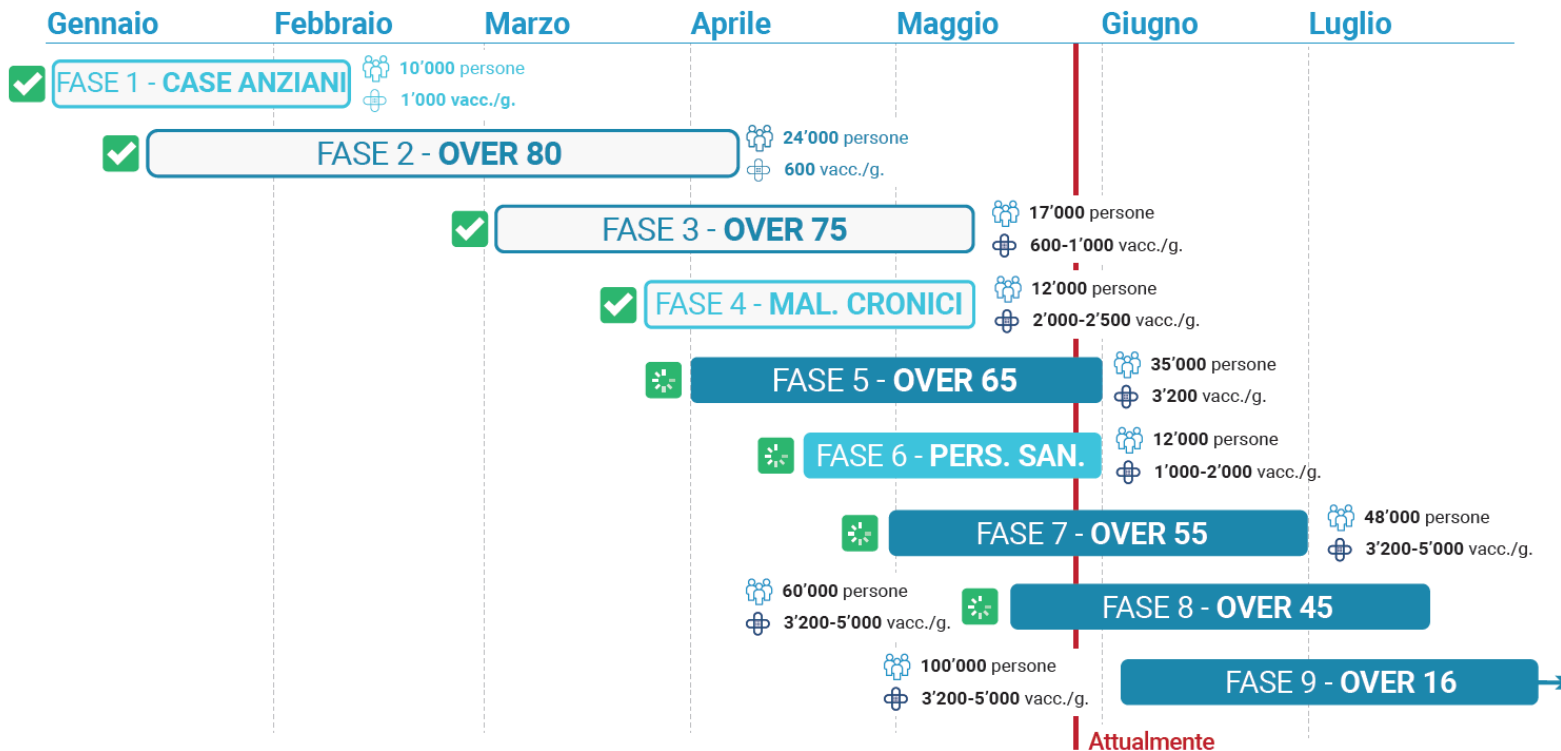 Gennaio Febbraio Marzo Aprile Maggio Giugno Luglio
FASE 1 - CASE ANZIANI
10’000 persone
1’000 vacc./g.
FASE 2 - OVER 80
24’000 persone
600 vacc./g.
FASE 3 - OVER 75
17’000 persone
600-1’000 vacc./g.
FASE 4 - MAL. CRONICI
12’000 persone
2’000-2’500 vacc./g.
FASE 5 - OVER 65
35’000 persone
3’200 vacc./g.
FASE 6 - PERS. SAN.
12’000 persone
1’000-2’000 vacc./g.
FASE 7 - OVER 55
48’000 persone
3’200-5’000 vacc./g.
60’000 persone
3’200-5’000 vacc./g.
FASE 8 - OVER 45
100’000 persone
3’200-5’000 vacc./g.
FASE 9 - OVER 16
Attualmente